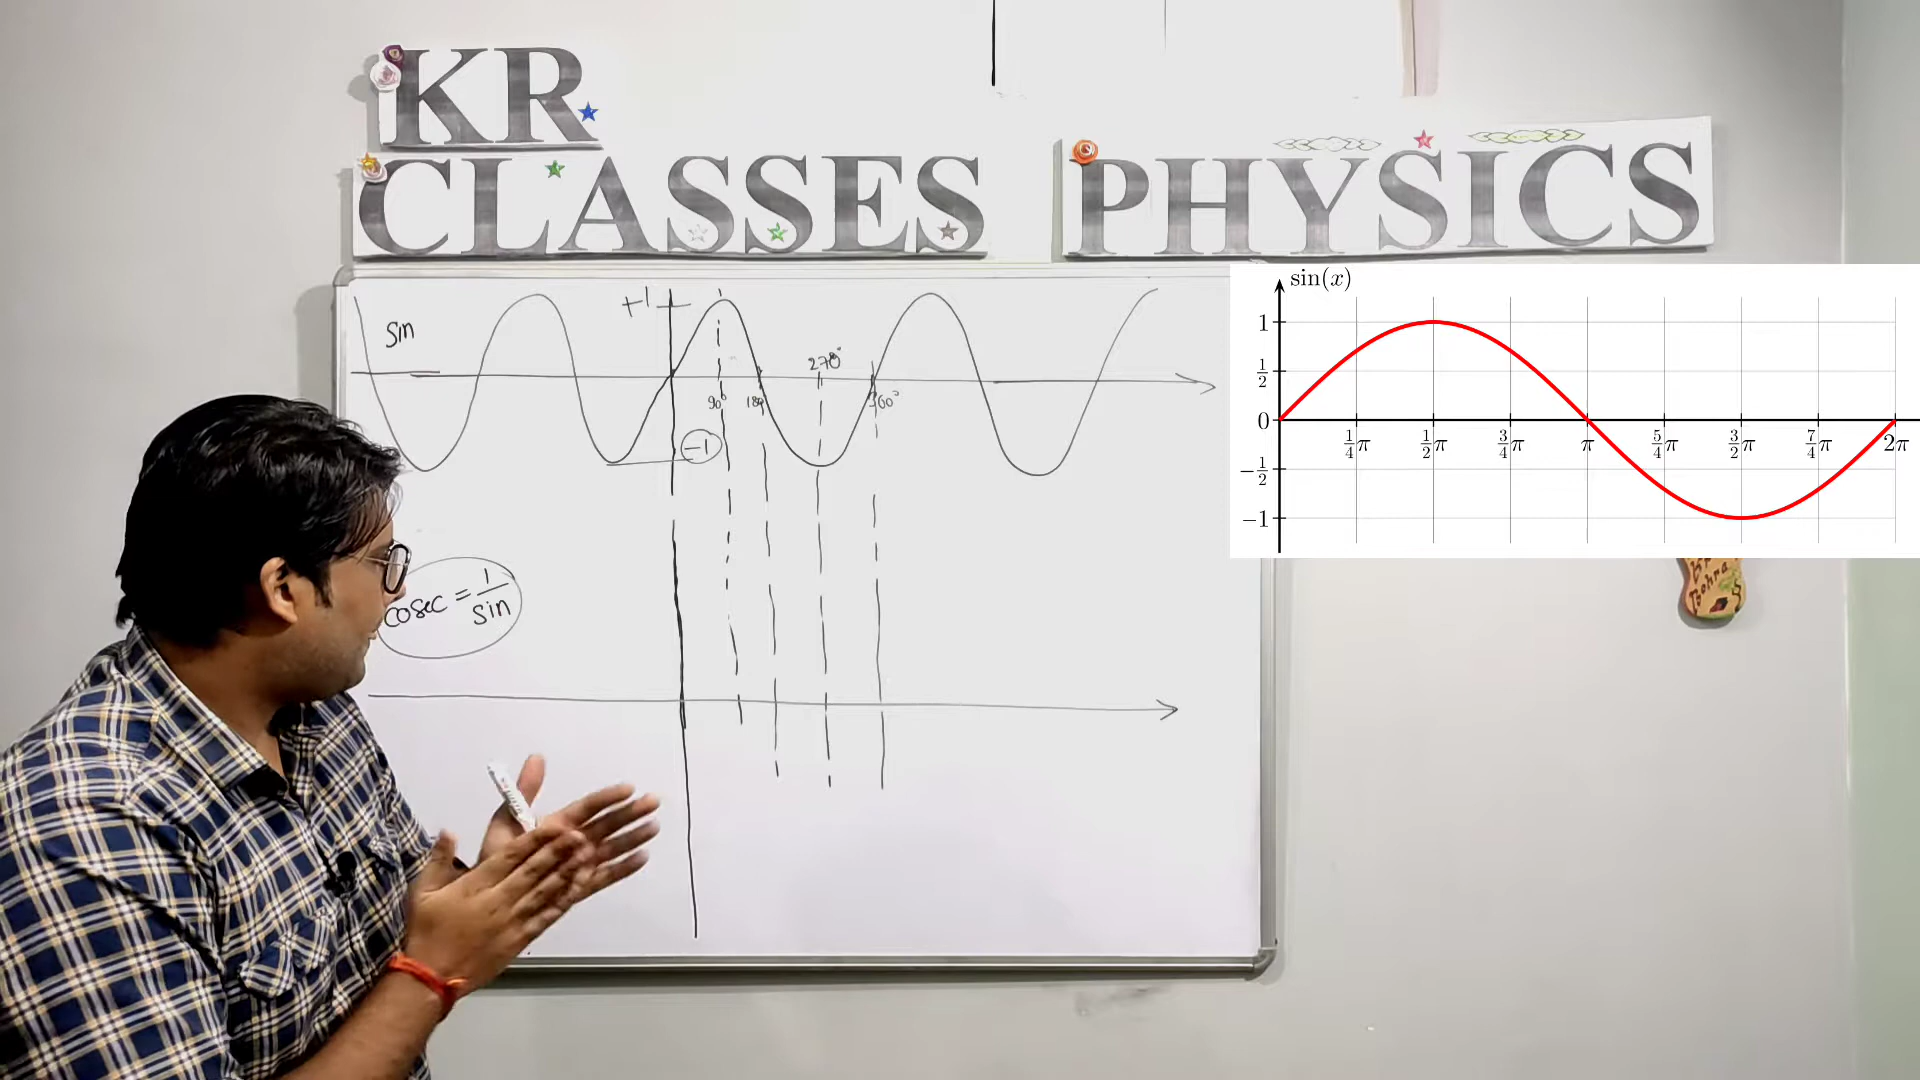 KR
CLASSES PHYSICS
Sin
+1
270°
90°
180
360°
-1
cosec = 1/sin
sin(x)
1
1/2
0
1/4π 1/2π 3/4π π 5/4π 3/2π 7/4π 2π
-1/2
-1